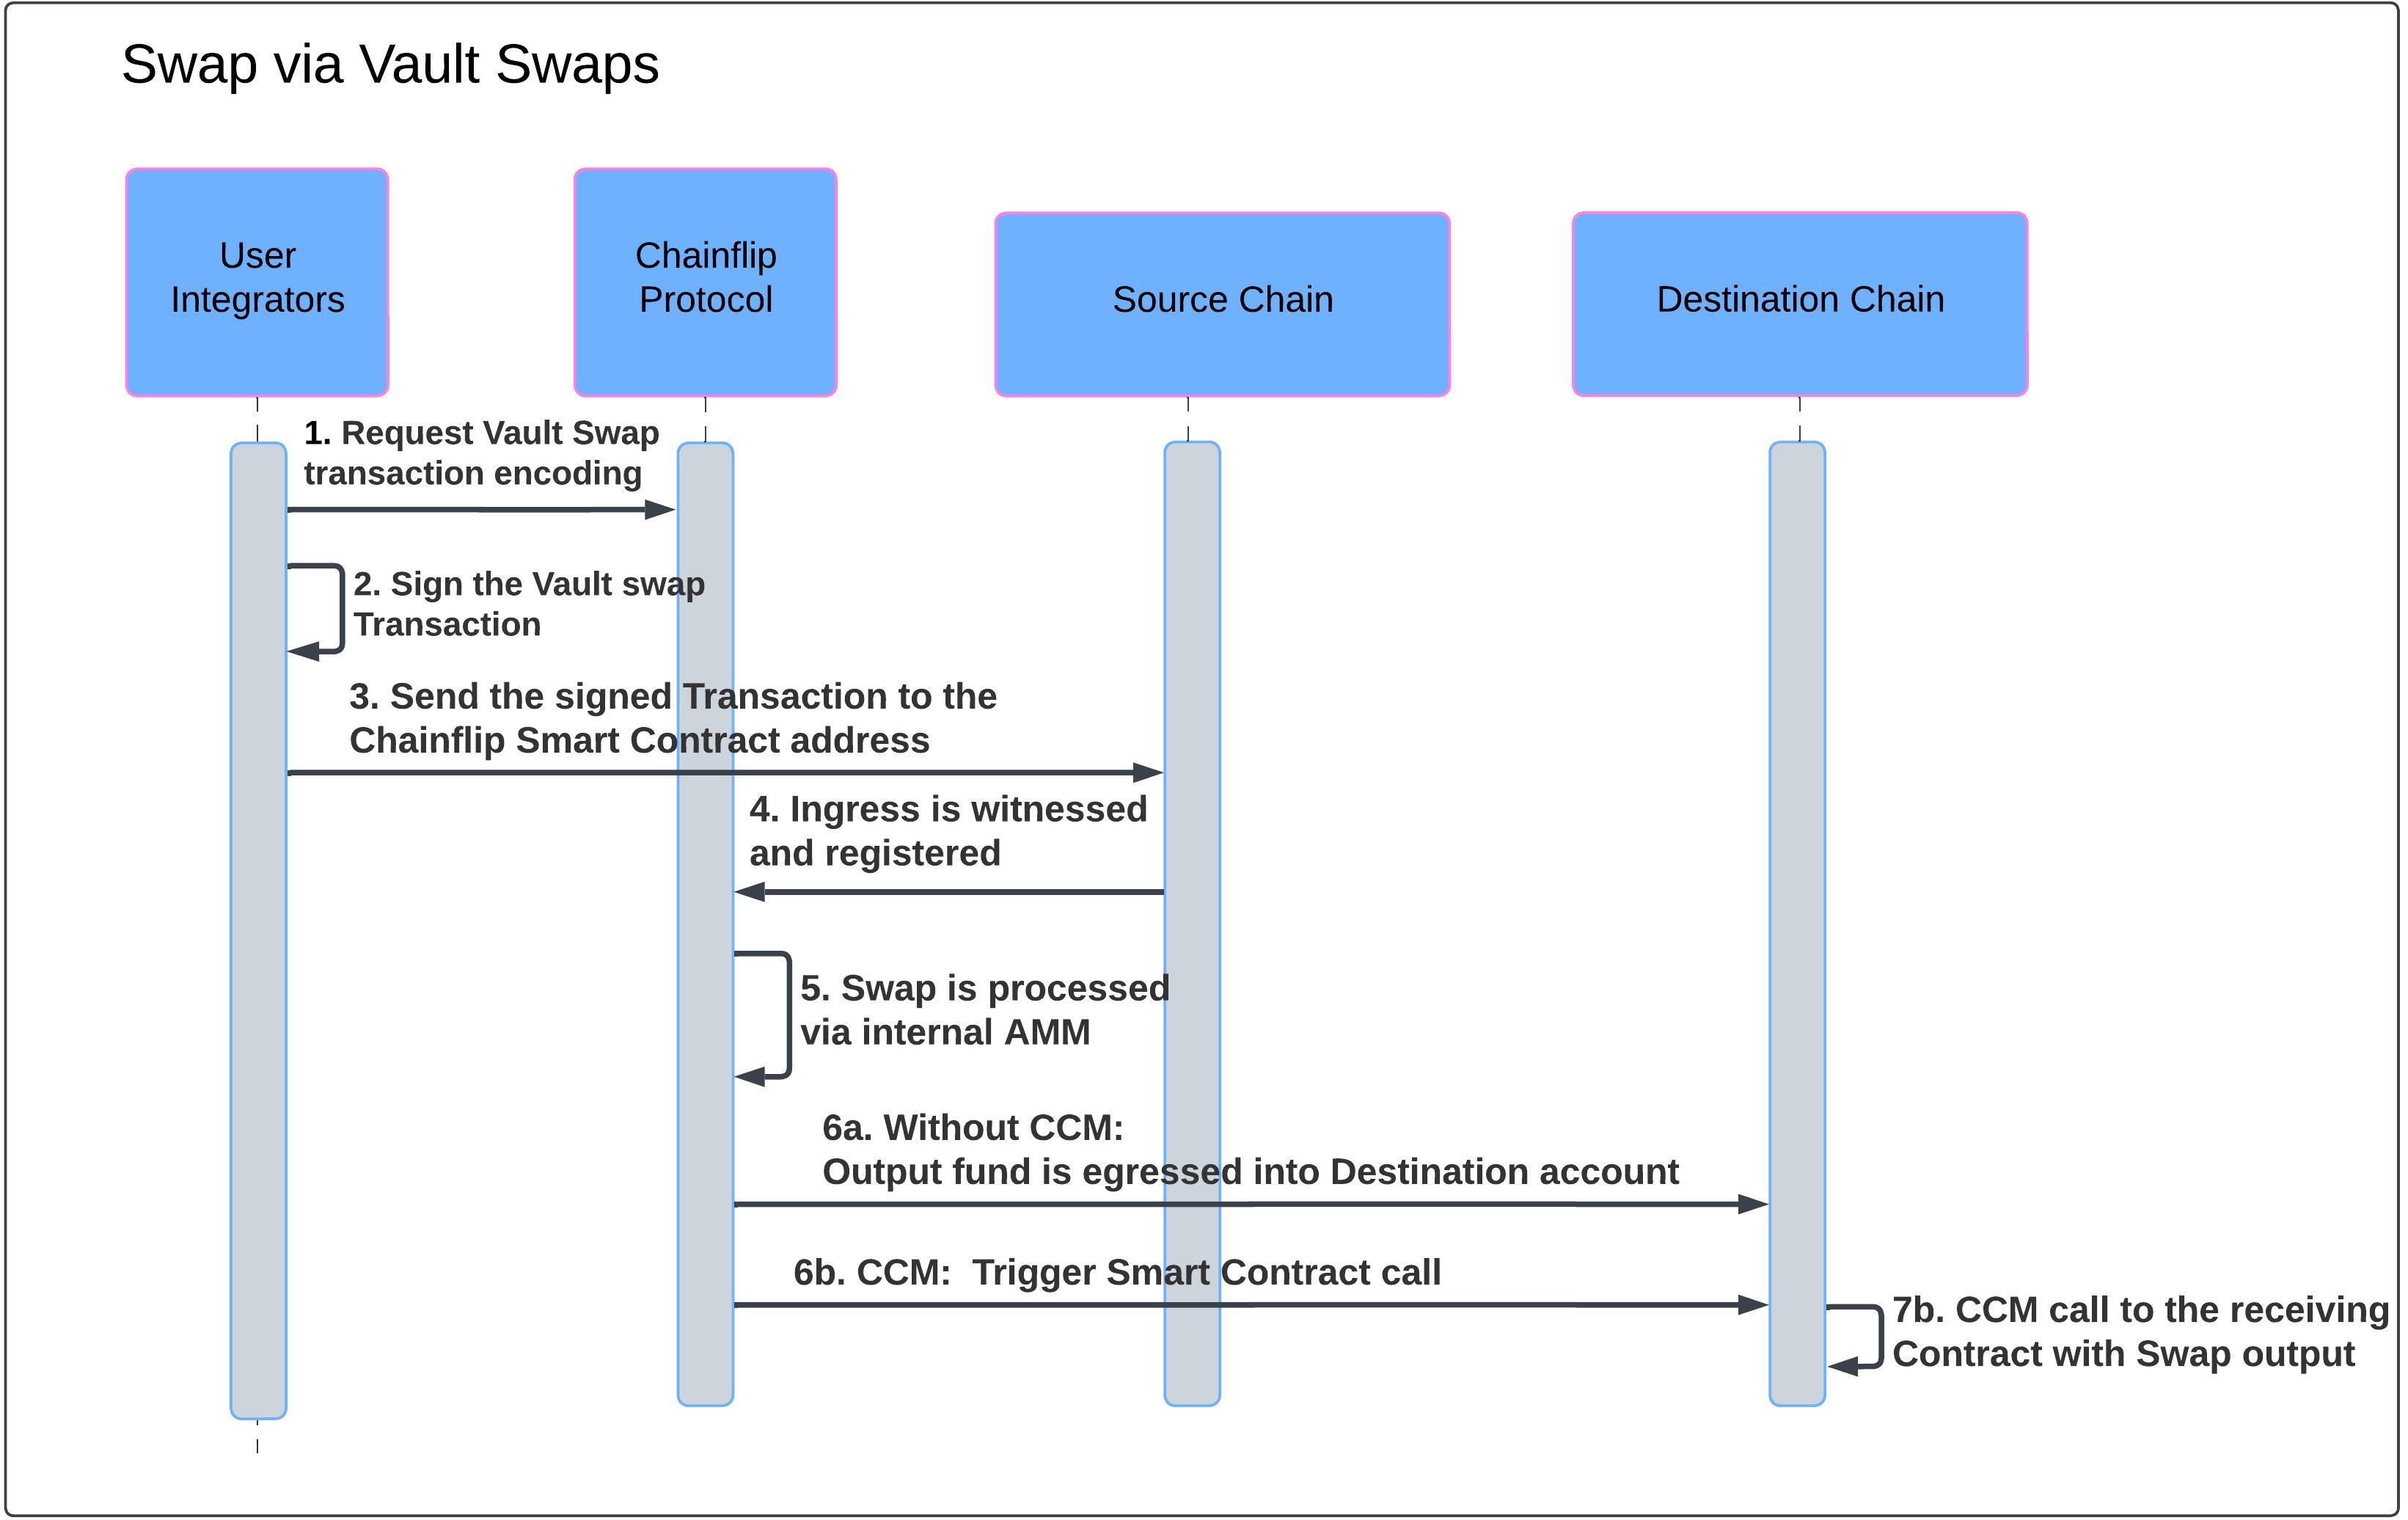 Swap via Vault Swaps
User
Integrators
Chainflip
Protocol
Source Chain
Destination Chain
1. Request Vault Swap
transaction encoding
2. Sign the Vault swap
Transaction
3. Send the signed Transaction to the
Chainflip Smart Contract address
4. Ingress is witnessed
and registered
5. Swap is processed
via internal AMM
6a. Without CCM:
Output fund is egressed into Destination account
6b. CCM:  Trigger Smart Contract call
7b. CCM call to the receiving
Contract with Swap output